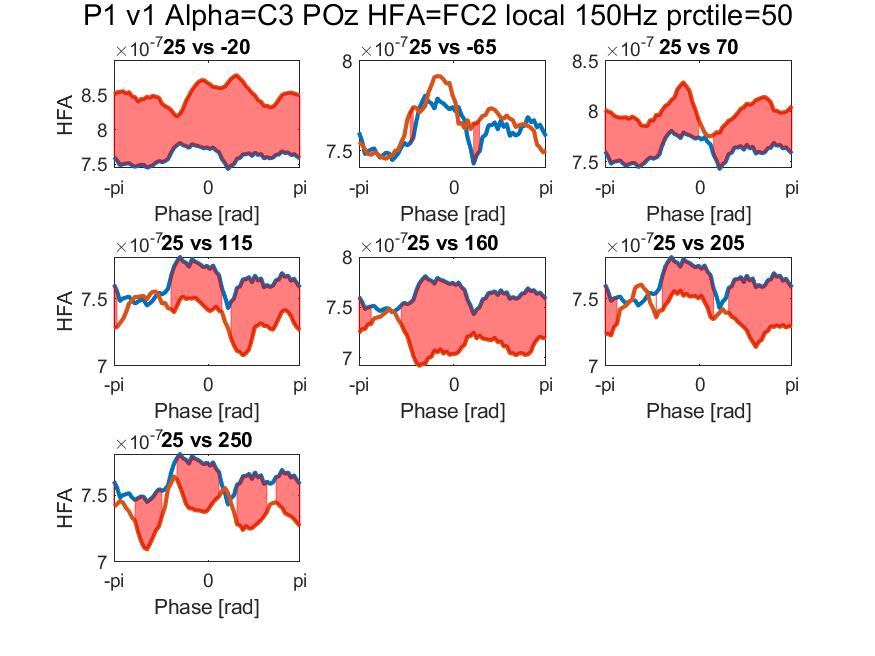 P1 v1 Alpha=C3 POz HFA=FC2 local 150Hz prctile=50
×10-7 25 vs -20
×10-7 25 vs -65
×10-7 25 vs 70
8.5
8
7.5
HFA
-pi 0 pi
Phase [rad]
8
7.5
-pi 0 pi
Phase [rad]
8.5
8
7.5
-pi 0 pi
Phase [rad]
×10-7 25 vs 115
×10-7 25 vs 160
×10-7 25 vs 205
7.5
7
HFA
-pi 0 pi
Phase [rad]
8
7.5
7
-pi 0 pi
Phase [rad]
7.5
7
-pi 0 pi
Phase [rad]
×10-7 25 vs 250
7.5
7
HFA
-pi 0 pi
Phase [rad]